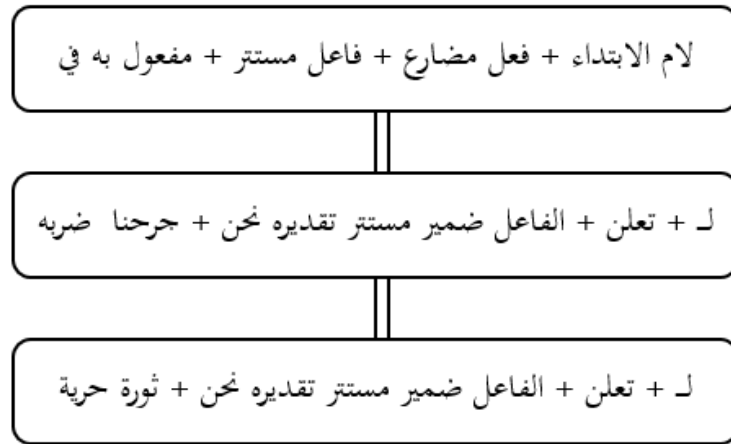 لام الابتداء + فعل مضارع + فاعل مستتر + مفعول به في
لـ + تعلن + الفاعل ضمير مستتر تقديره نحن + جرحنا ضربه
لـ + تعلن + الفاعل ضمير مستتر تقديره نحن + ثورة حرية